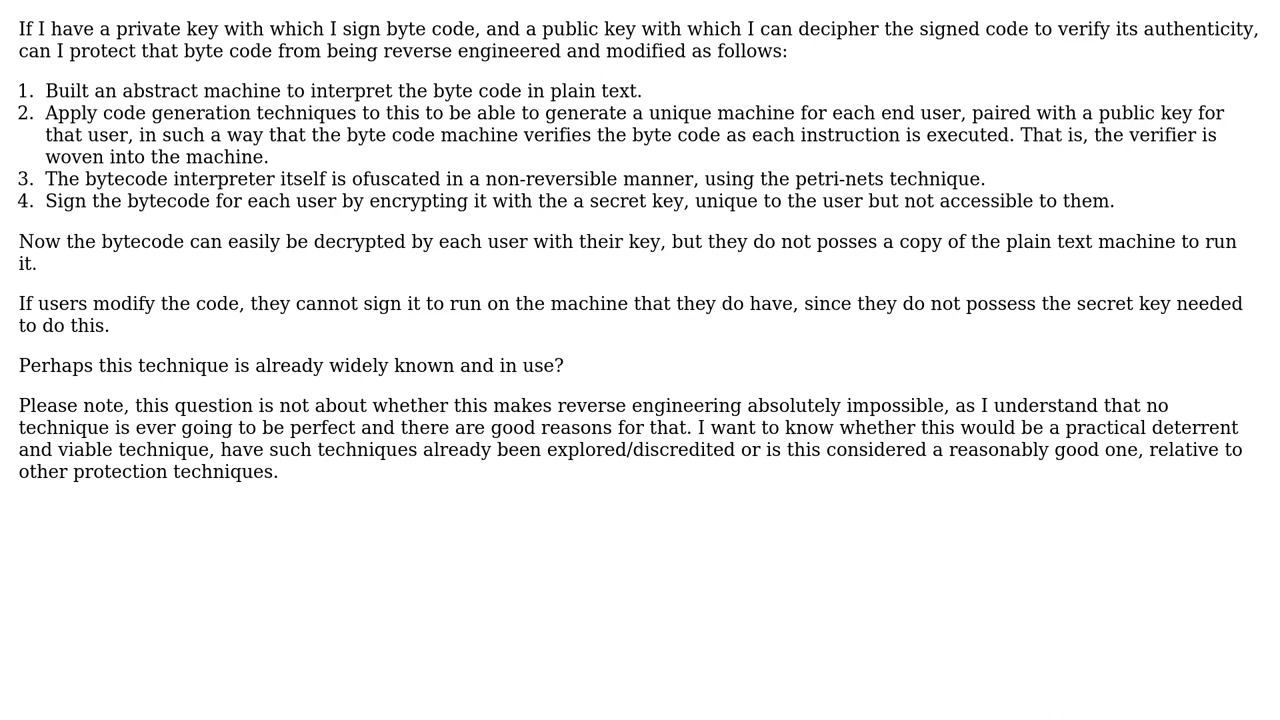 If I have a private key with which I sign byte code, and a public key with which I can decipher the signed code to verify its authenticity,
can I protect that byte code from being reverse engineered and modified as follows:
1. Built an abstract machine to interpret the byte code in plain text.
2. Apply code generation techniques to this to be able to generate a unique machine for each end user, paired with a public key for
that user, in such a way that the byte code machine verifies the byte code as each instruction is executed. That is, the verifier is
woven into the machine.
3. The bytecode interpreter itself is ofuscated in a non-reversible manner, using the petri-nets technique.
4. Sign the bytecode for each user by encrypting it with the a secret key, unique to the user but not accessible to them.
Now the bytecode can easily be decrypted by each user with their key, but they do not posses a copy of the plain text machine to run
it.
If users modify the code, they cannot sign it to run on the machine that they do have, since they do not possess the secret key needed
to do this.
Perhaps this technique is already widely known and in use?
Please note, this question is not about whether this makes reverse engineering absolutely impossible, as I understand that no
technique is ever going to be perfect and there are good reasons for that. I want to know whether this would be a practical deterrent
and viable technique, have such techniques already been explored/discredited or is this considered a reasonably good one, relative to
other protection techniques.